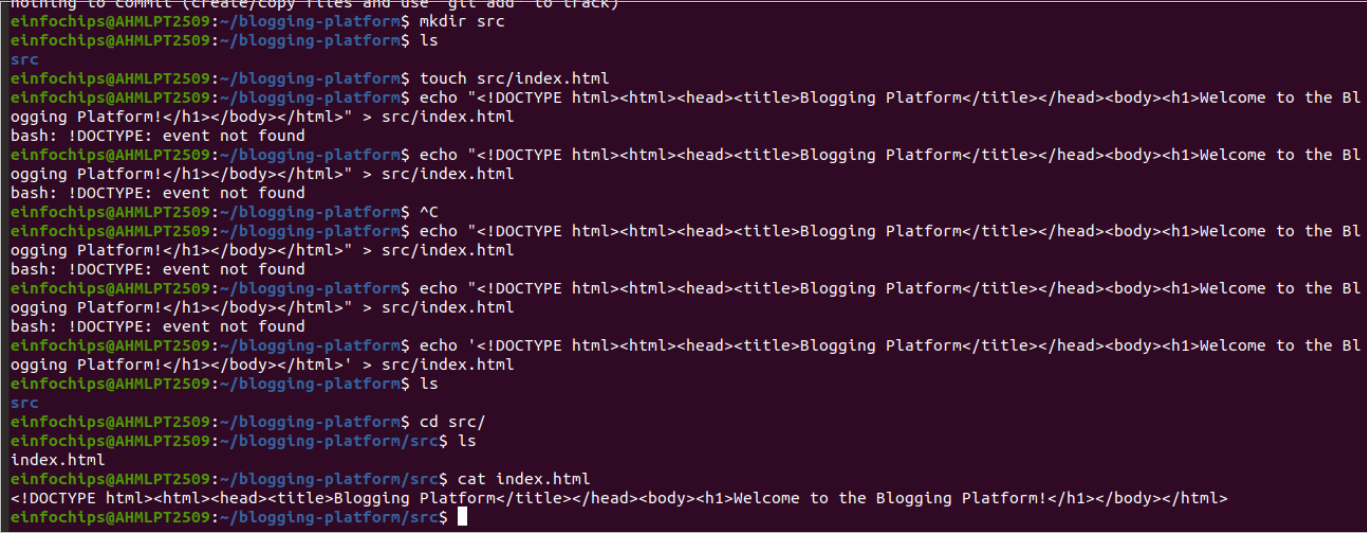 nothing to commit (create/copy files and use "git add" to track)
einfochips@AHMLPT2509:~/blogging-platform$ mkdir src
einfochips@AHMLPT2509:~/blogging-platform$ ls
src
einfochips@AHMLPT2509:~/blogging-platform$ touch src/index.html
einfochips@AHMLPT2509:~/blogging-platform$ echo "<!DOCTYPE html><html><head><title>Blogging Platform</title></head><body><h1>Welcome to the Bl
ogging Platform!</h1></body></html>" > src/index.html
bash: !DOCTYPE: event not found
einfochips@AHMLPT2509:~/blogging-platform$ echo "<!DOCTYPE html><html><head><title>Blogging Platform</title></head><body><h1>Welcome to the Bl
ogging Platform!</h1></body></html>" > src/index.html
bash: !DOCTYPE: event not found
einfochips@AHMLPT2509:~/blogging-platform$ ^C
einfochips@AHMLPT2509:~/blogging-platform$ echo "<!DOCTYPE html><html><head><title>Blogging Platform</title></head><body><h1>Welcome to the Bl
ogging Platform!</h1></body></html>" > src/index.html
bash: !DOCTYPE: event not found
einfochips@AHMLPT2509:~/blogging-platform$ echo "<!DOCTYPE html><html><head><title>Blogging Platform</title></head><body><h1>Welcome to the Bl
ogging Platform!</h1></body></html>" > src/index.html
bash: !DOCTYPE: event not found
einfochips@AHMLPT2509:~/blogging-platform$ echo '<!DOCTYPE html><html><head><title>Blogging Platform</title></head><body><h1>Welcome to the Bl
ogging Platform!</h1></body></html>' > src/index.html
einfochips@AHMLPT2509:~/blogging-platform$ ls
src
einfochips@AHMLPT2509:~/blogging-platform$ cd src/
einfochips@AHMLPT2509:~/blogging-platform/src$ ls
index.html
einfochips@AHMLPT2509:~/blogging-platform/src$ cat index.html
<!DOCTYPE html><html><head><title>Blogging Platform</title></head><body><h1>Welcome to the Blogging Platform!</h1></body></html>
einfochips@AHMLPT2509:~/blogging-platform/src$